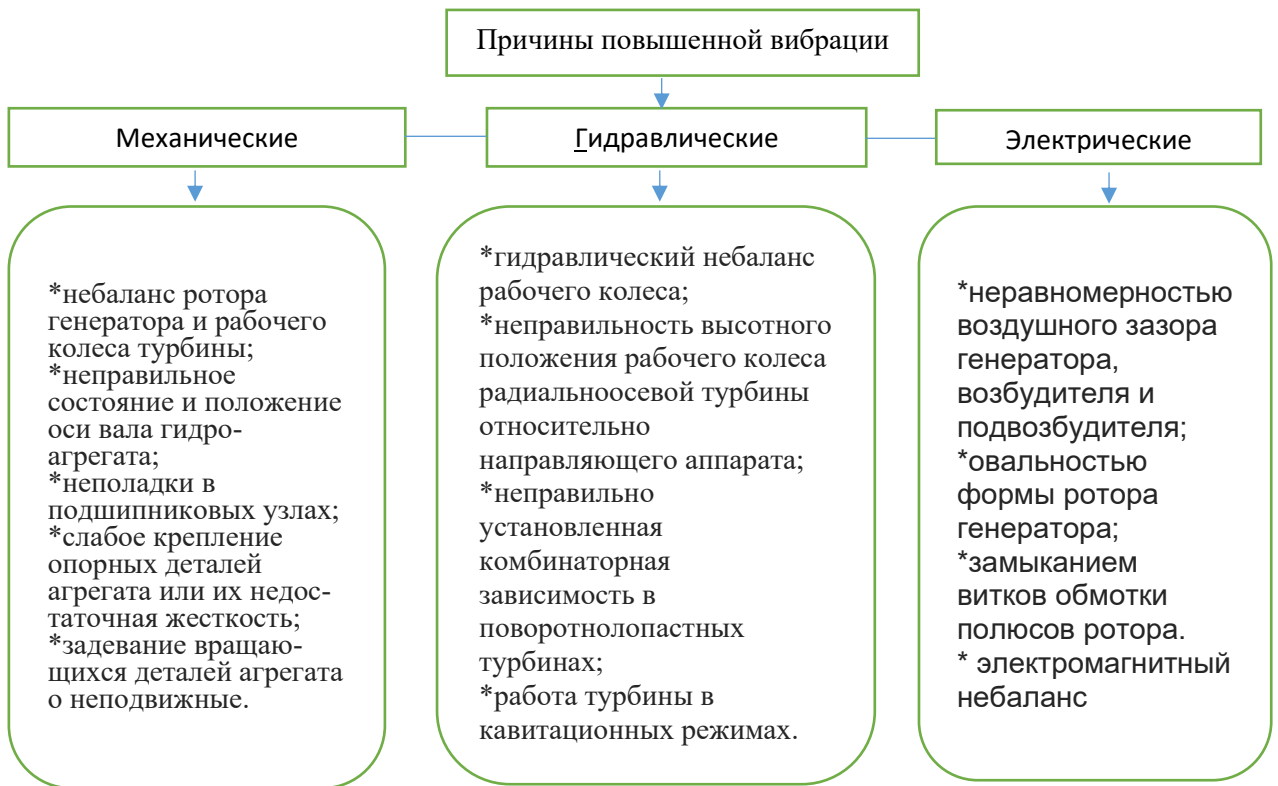 Причины повышенной вибрации
Механические
Гидравлические
Электрические
*небаланс ротора
генератора и рабочего
колеса турбины;
*неправильное
состояние и положение
оси вала гидро-
агрегата;
*неполадки в
подшипниковых узлах;
*слабое крепление
опорных деталей
агрегата или их недос-
таточная жесткость;
*задевание вращаю-
щихся деталей агрегата
о неподвижные.
*гидравлический небаланс
рабочего колеса;
*неправильность высотного
положения рабочего колеса
радиальноосевой турбины
относительно
направляющего аппарата;
*неправильно
установленная
комбинаторная
зависимость в
поворотнолопастных
турбинах;
*работа турбины в
кавитационных режимах.
*неравномерностью
воздушного зазора
генератора,
возбудителя и
подвозбудителя;
*овальностью
формы ротора
генератора;
*замыканием
витков обмотки
полюсов ротора.
* электромагнитный
небаланс